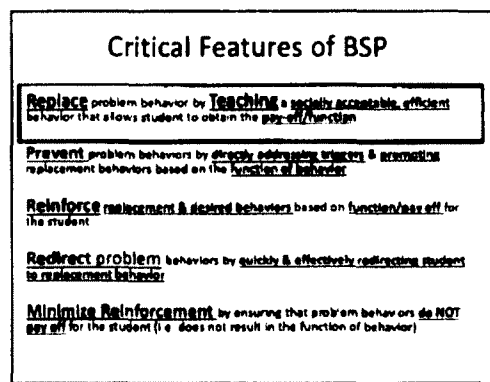 Critical Features of BSP
Replace problem behavior by Teaching a socially acceptable, efficient
behavior that allows student to obtain the pay-off/function
Prevent problem behaviors by directly addressing triggers & prompting
replacement behaviors based on the function of behavior
Reinforce replacement & desired behaviors based on function/pay off for
the student
Redirect problem behaviors by quickly & effectively redirecting student
to replacement behavior
Minimize Reinforcement by ensuring that problem behaviors do NOT
pay off for the student (i.e. does not result in the function of behavior)